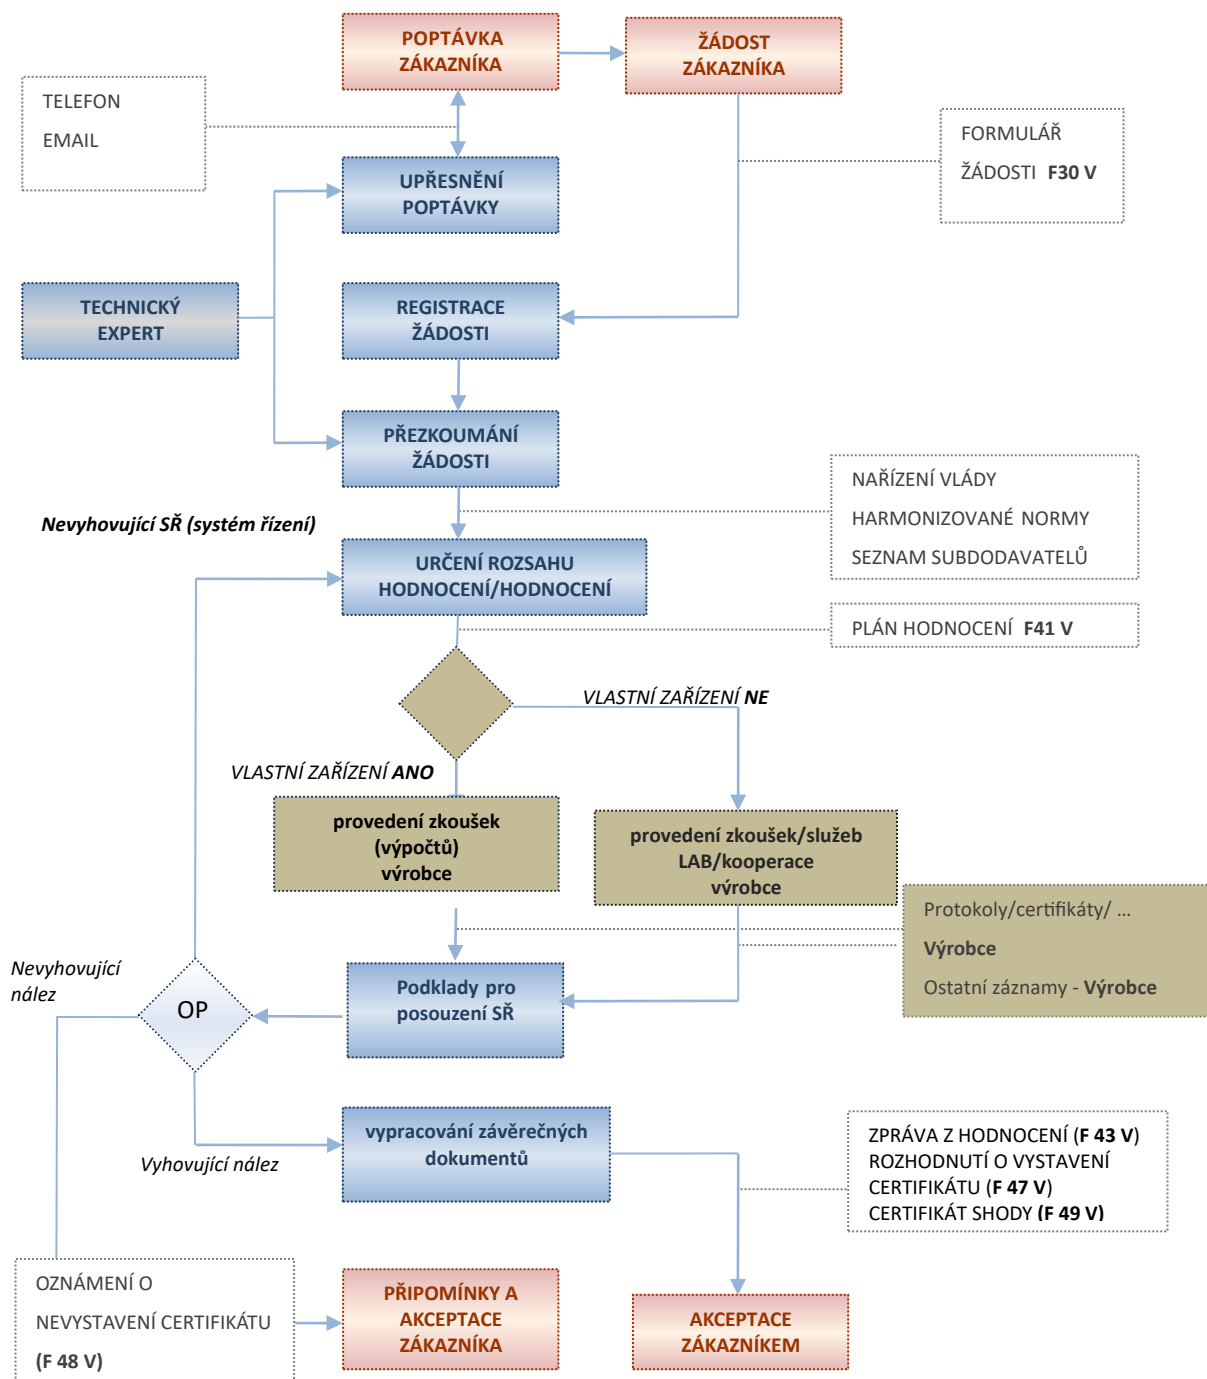 POPTÁVKA
ZÁKAZNÍKA
ŽÁDOST
ZÁKAZNÍKA
TELEFON
EMAIL
FORMULÁŘ
ŽÁDOSTI F30 V
UPŘESNĚNÍ
POPTÁVKY
TECHNICKÝ
EXPERT
REGISTRACE
ŽÁDOSTI
PŘEZKOUMÁNÍ
ŽÁDOSTI
NAŘÍZENÍ VLÁDY
HARMONIZOVANÉ NORMY
SEZNAM SUBDODAVATELŮ
Nevyhovující SŘ (systém řízení)
URČENÍ ROZSAHU
HODNOCENÍ/HODNOCENÍ
PLÁN HODNOCENÍ F41 V
VLASTNÍ ZAŘÍZENÍ NE
VLASTNÍ ZAŘÍZENÍ ANO
provedení zkoušek
(výpočtů)
výrobce
provedení zkoušek/služeb
LAB/kooperace
výrobce
Protokoly/certifikáty/ ...
Výrobce
Ostatní záznamy - Výrobce
Nevyhovující
nález
OP
Podklady pro
posouzení SŘ
Vyhovující nález
vypracování závěrečných
dokumentů
ZPRÁVA Z HODNOCENÍ (F 43 V)
ROZHODNUTÍ O VYSTAVENÍ
CERTIFIKÁTU (F 47 V)
CERTIFIKÁT SHODY (F 49 V)
OZNÁMENÍ O
NEVYSTAVENÍ CERTIFIKÁTU
(F 48 V)
PŘIPOMÍNKY A
AKCEPTACE
ZÁKAZNÍKA
AKCEPTACE
ZÁKAZNÍKEM